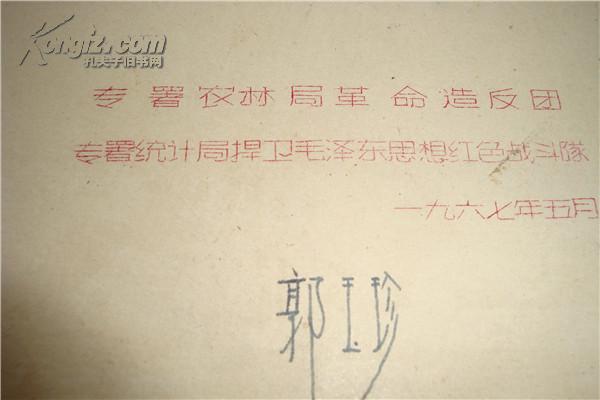 Kongfz.com
孔夫子旧书网
专署农林局革命造反团
专署统计局捍卫毛泽东思想红色战斗隊
一九六七年五月
郭玉珍